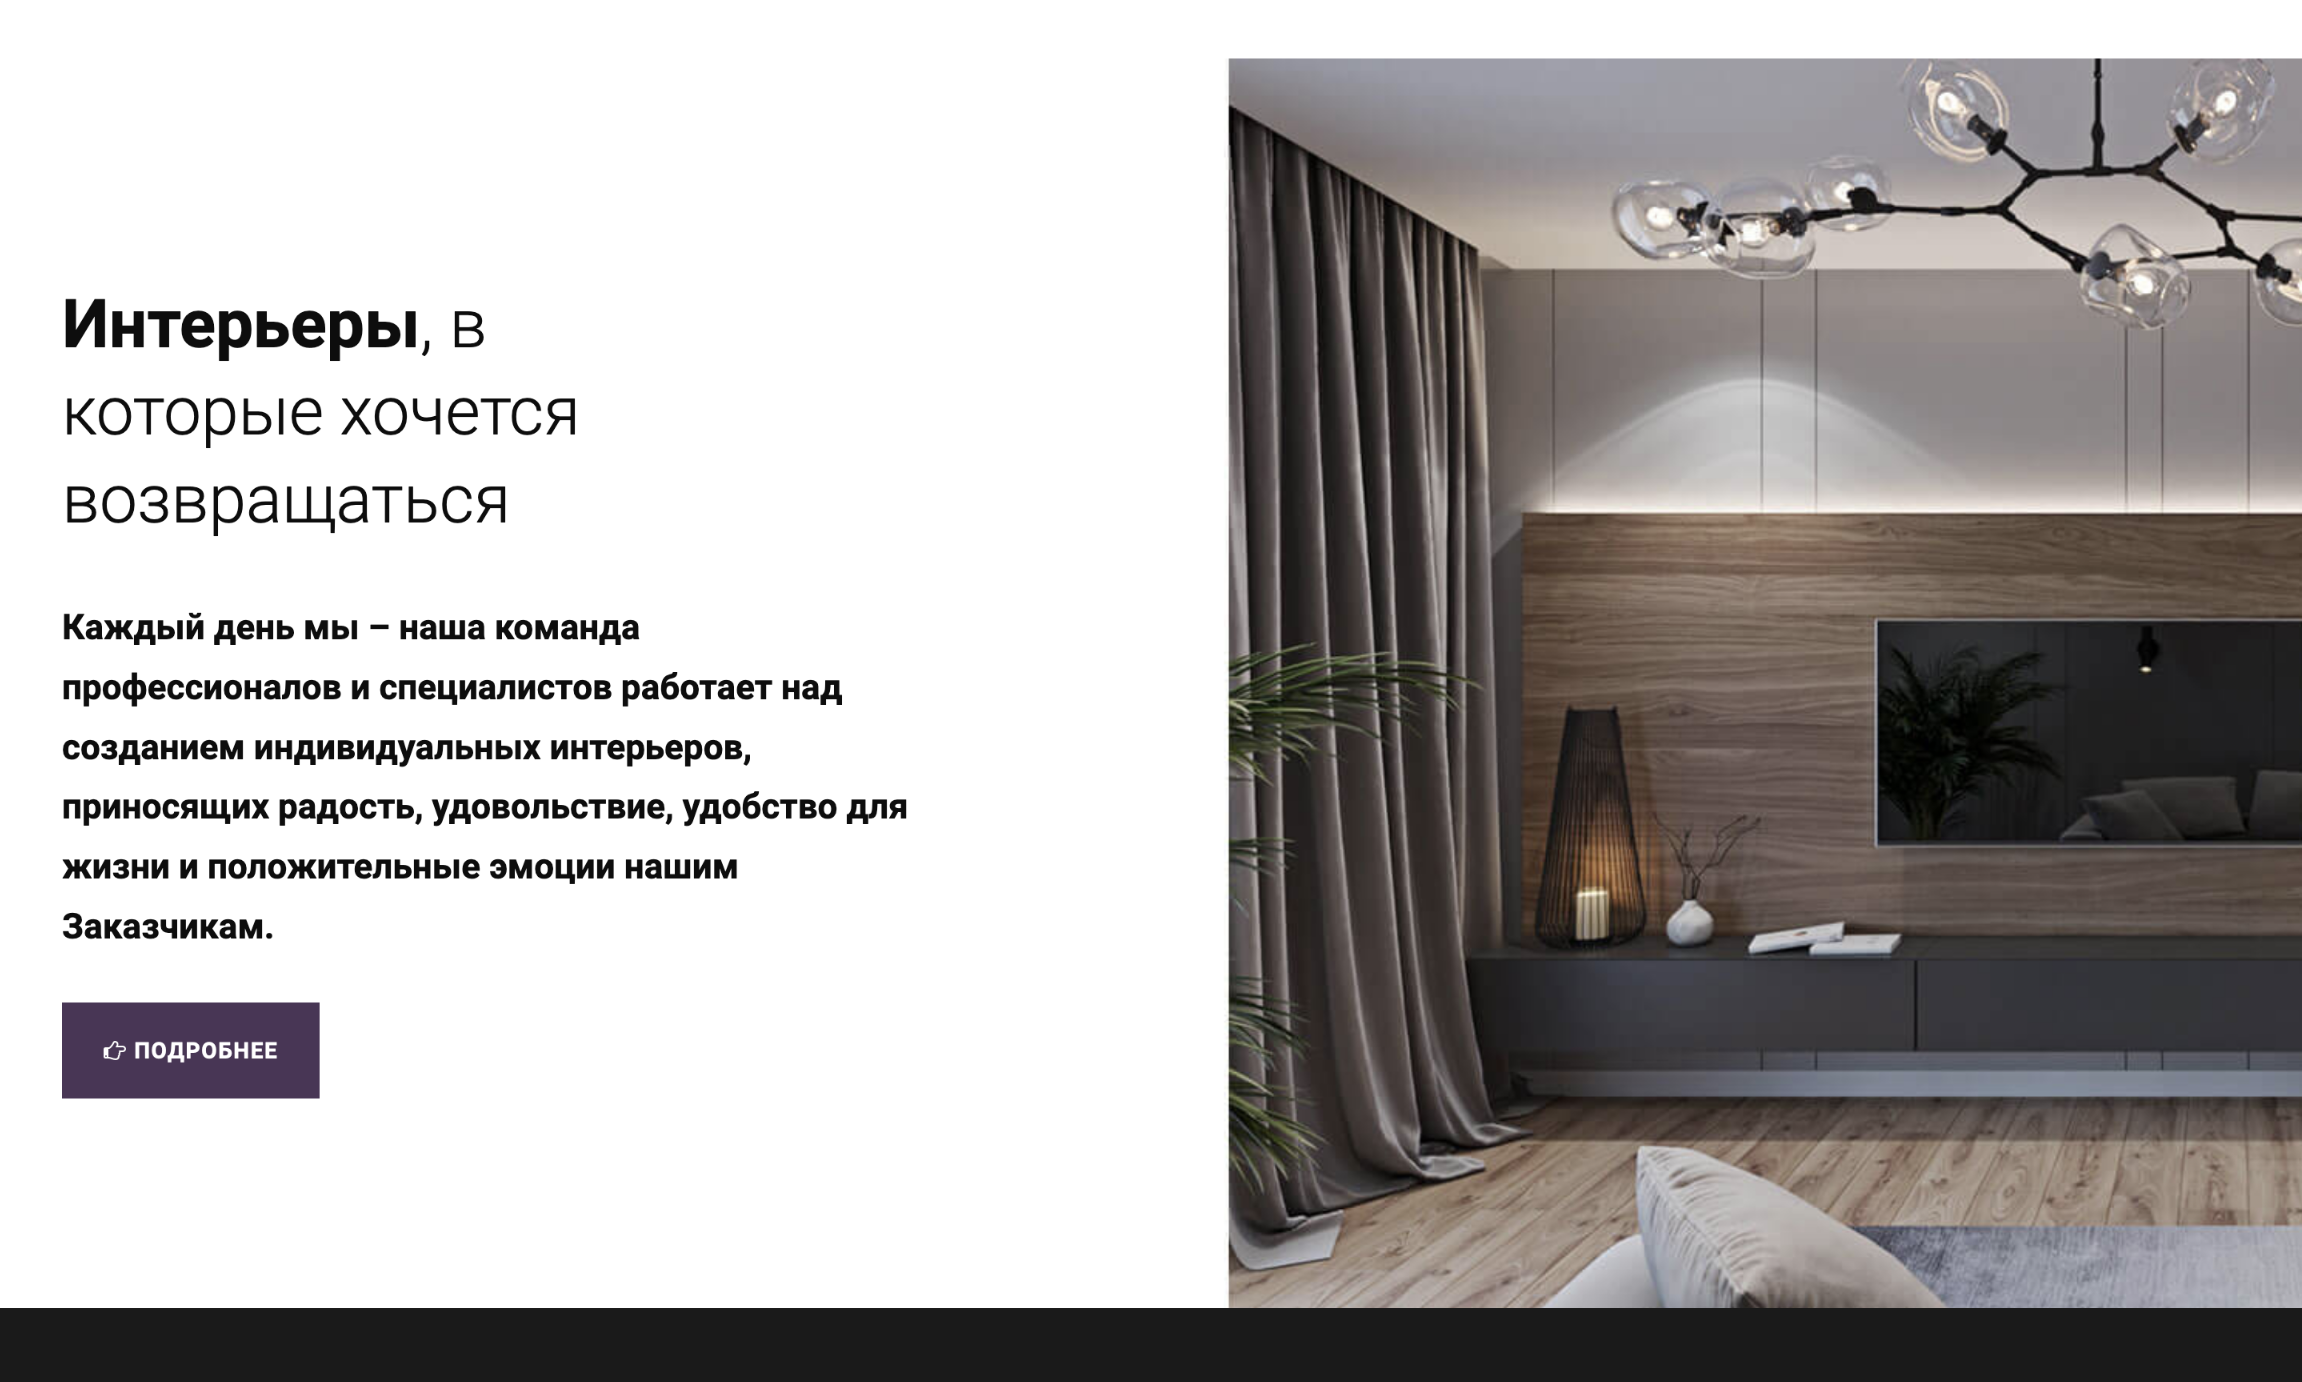 Интерьеры, в
которые хочется
возвращаться
Каждый день мы – наша команда
профессионалов и специалистов работает над
созданием индивидуальных интерьеров,
приносящих радость, удовольствие, удобство для
жизни и положительные эмоции нашим
Заказчикам.
ПОДРОБНЕЕ